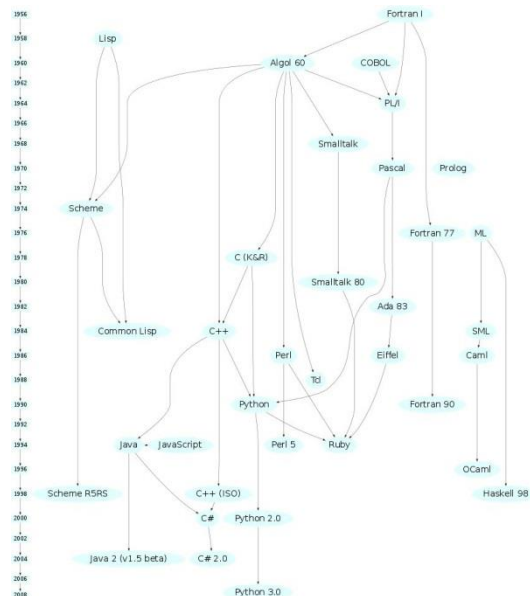 1956
Fortran I
1958
Lisp
1960
Algol 60
COBOL
1962
1964
PL/I
1966
1968
Smalltalk
1970
Pascal
Prolog
1972
1974
Scheme
1976
Fortran 77
ML
1978
C (K&R)
1980
Smalltalk 80
1982
Ada 83
1984
Common Lisp
C++
SML
1986
Perl
Eiffel
Caml
1988
Tcl
1990
Python
Fortran 90
1992
1994
Java
JavaScript
Perl 5
Ruby
1996
OCaml
1998
Scheme R5RS
C++ (ISO)
Haskell 98
2000
C#
Python 2.0
2002
2004
Java 2 (v1.5 beta)
C# 2.0
2006
2008
Python 3.0